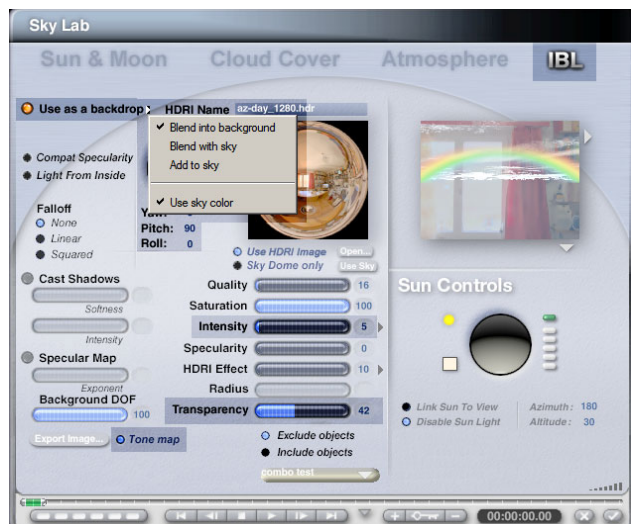 Sky Lab
Sun & Moon Cloud Cover Atmosphere IBL
Use as a backdrop HDRI Name az-day_1280.hdr
Blend into background
Blend with sky
Add to sky
Use sky color
Compat Specularity
Light From Inside
Falloff
None
Linear
Squared
Yaw:
Pitch: 90
Roll: 0
Use HDRI Image Open...
Sky Dome only Use Sky
Cast Shadows
Softness
Intensity
Specular Map
Exponent
Background DOF
100
Export Image... Tone map
Quality 16
Saturation 100
Intensity 5
Specularity 0
HDRI Effect 10
Radius
Transparency 42
Exclude objects
Include objects
combo test
Sun Controls
Link Sun To View Azimuth: 180
Disable Sun Light Altitude: 30
00:00:00.00